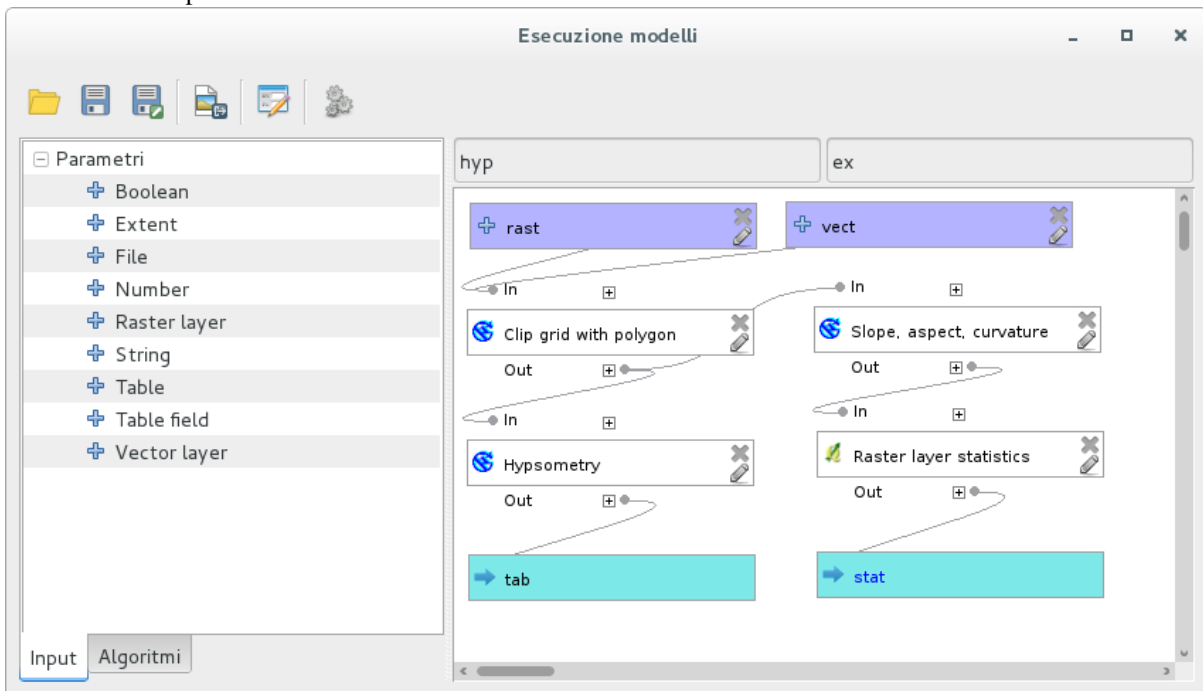 Esecuzione modelli
Parametri
Boolean
Extent
File
Number
Raster layer
String
Table
Table field
Vector layer
Input
Algoritmi
hyp
ex
rast
vect
In
In
Clip grid with polygon
Slope, aspect, curvature
Out
Out
In
In
Hypsometry
Raster layer statistics
Out
Out
tab
stat